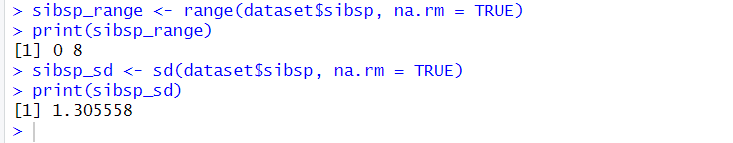 > sibsp_range <- range(dataset$sibsp, na.rm = TRUE)
> print(sibsp_range)
[1] 0 8
> sibsp_sd <- sd(dataset$sibsp, na.rm = TRUE)
> print(sibsp_sd)
[1] 1.305558
>